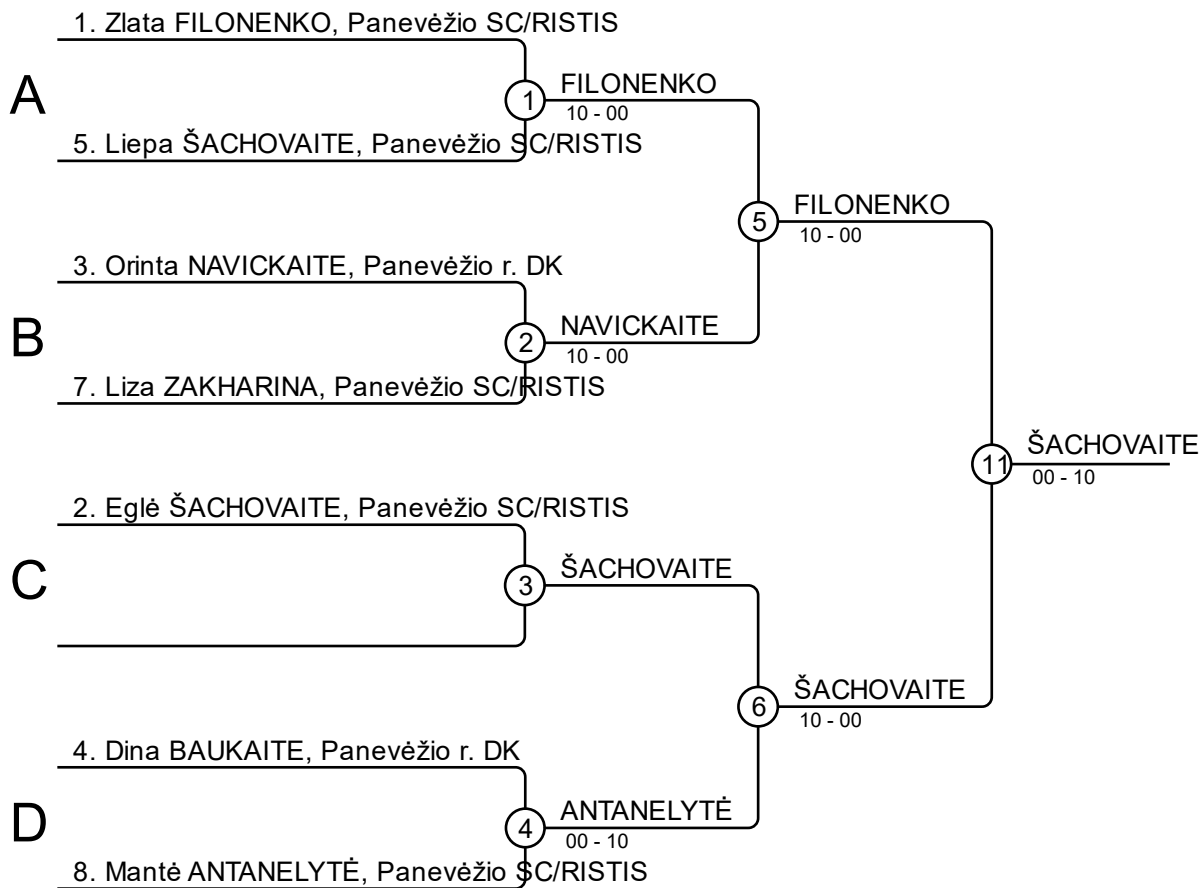 1. Zlata FILONENKO, Panevėžio SC/RISTIS
A
1
FILONENKO
10 - 00
5. Liepa ŠACHOVAITE, Panevėžio SC/RISTIS
5
FILONENKO
10 - 00
3. Orinta NAVICKAITE, Panevėžio r. DK
B
2
NAVICKAITE
10 - 00
7. Liza ZAKHARINA, Panevėžio SC/RISTIS
11
ŠACHOVAITE
00 - 10
2. Eglė ŠACHOVAITE, Panevėžio SC/RISTIS
C
3
ŠACHOVAITE
6
ŠACHOVAITE
10 - 00
4. Dina BAUKAITE, Panevėžio r. DK
D
4
ANTANELYTĖ
00 - 10
8. Mantė ANTANELYTĖ, Panevėžio SC/RISTIS